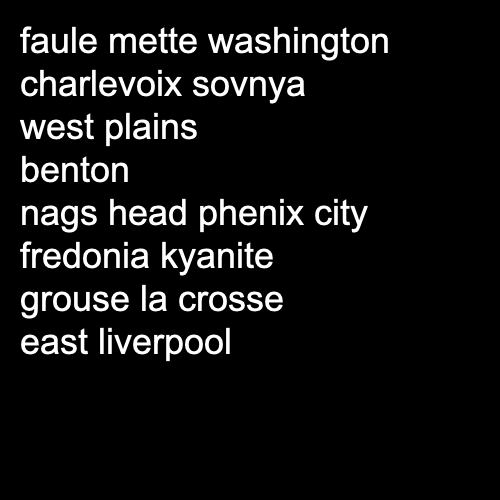 faule mette washington
charlevoix sovnya
west plains
benton
nags head phenix city
fredonia kyanite
grouse la crosse
east liverpool